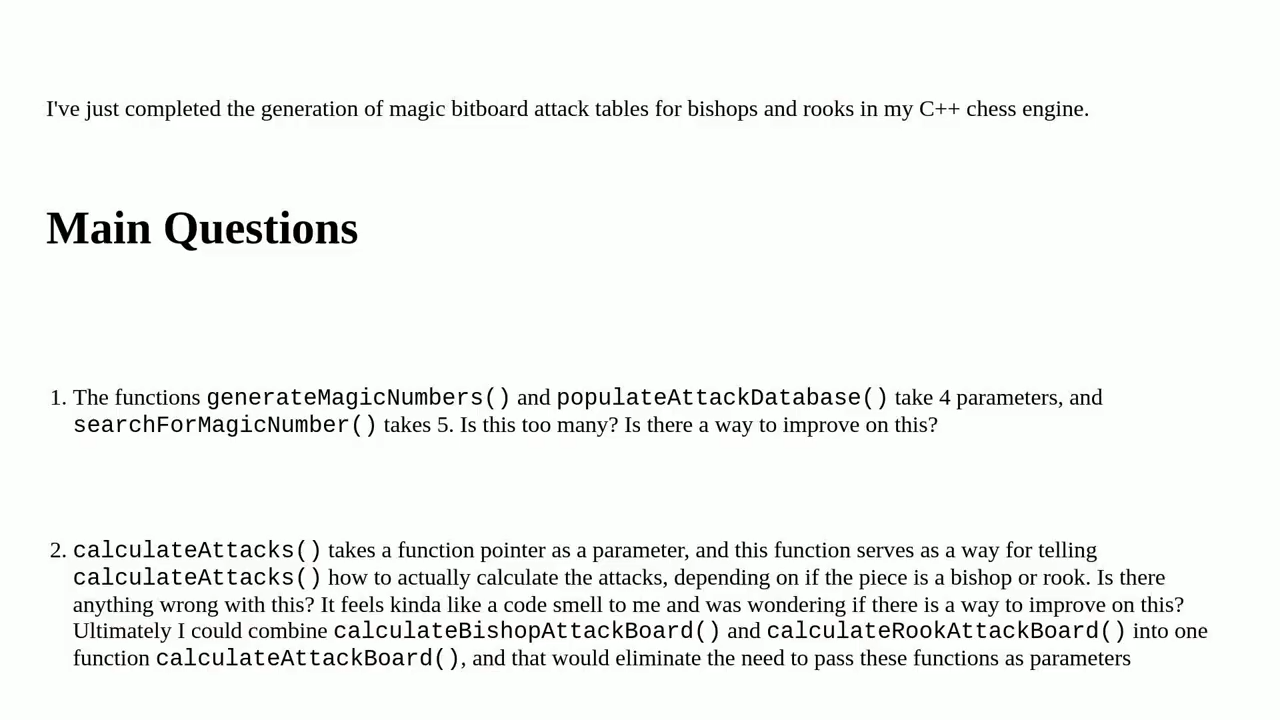 I've just completed the generation of magic bitboard attack tables for bishops and rooks in my C++ chess engine.
Main Questions
1. The functions generateMagicNumbers() and populateAttackDatabase() take 4 parameters, and
searchForMagicNumber() takes 5. Is this too many? Is there a way to improve on this?
2. calculateAttacks() takes a function pointer as a parameter, and this function serves as a way for telling
calculateAttacks() how to actually calculate the attacks, depending on if the piece is a bishop or rook. Is there
anything wrong with this? It feels kinda like a code smell to me and was wondering if there is a way to improve on this?
Ultimately I could combine calculateBishopAttackBoard() and calculateRookAttackBoard() into one
function calculateAttackBoard(), and that would eliminate the need to pass these functions as parameters